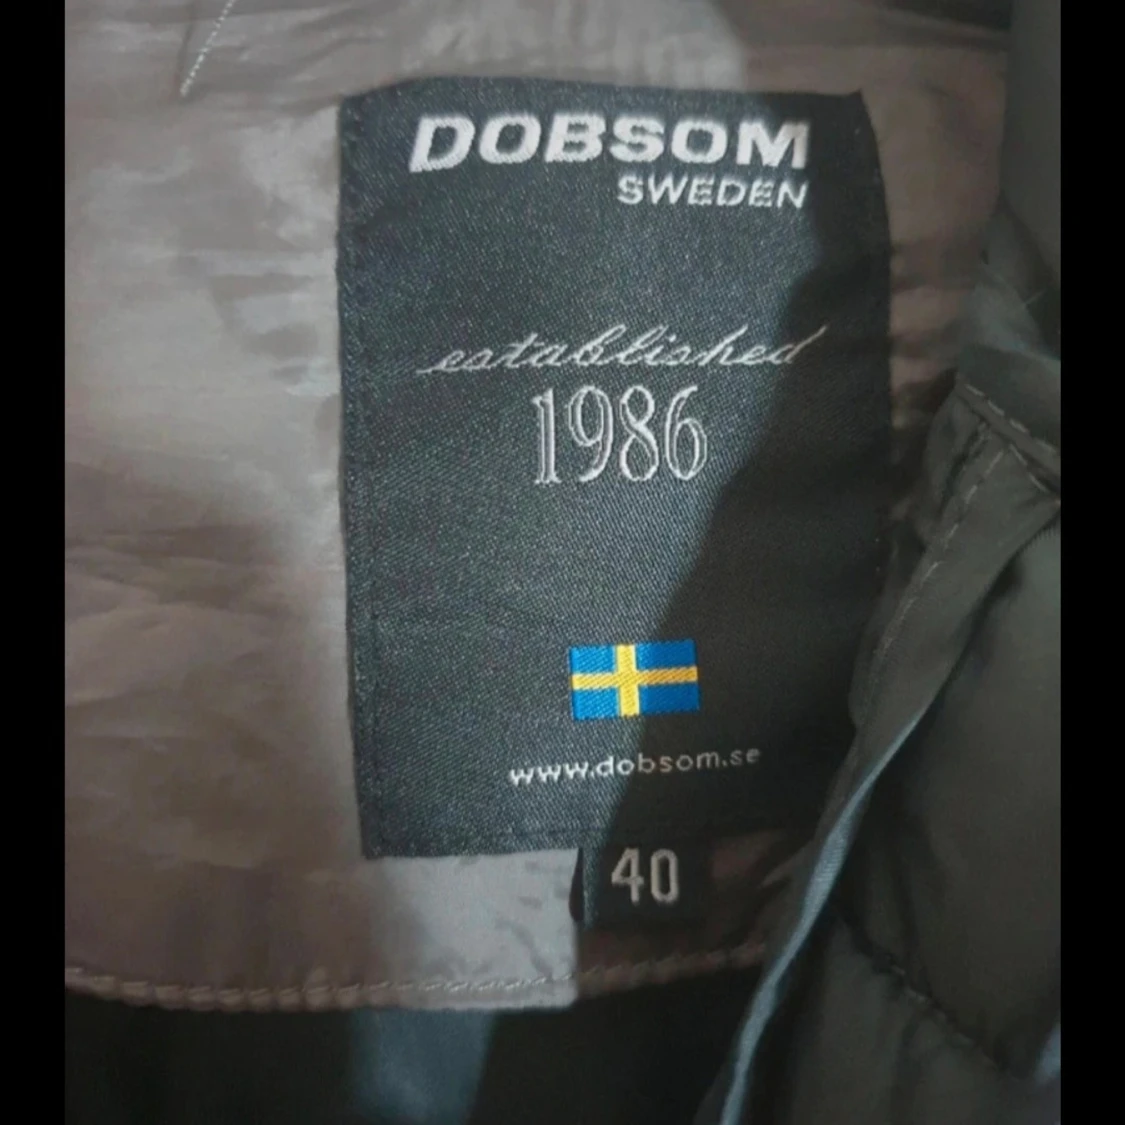 DOBSOM
SWEDEN
established
1986
www.dobsom.se
40